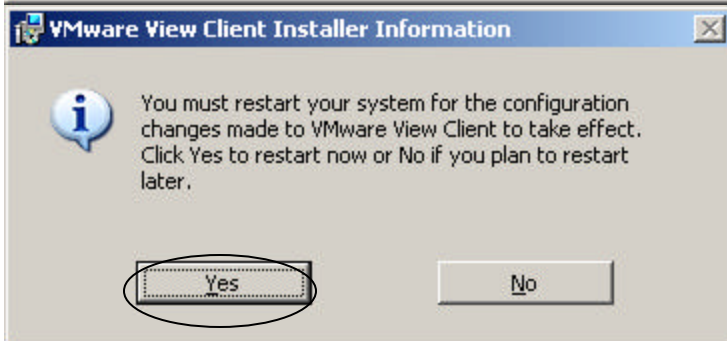 VMware View Client Installer Information
You must restart your system for the configuration
changes made to VMware View Client to take effect.
Click Yes to restart now or No if you plan to restart
later.
Yes
No